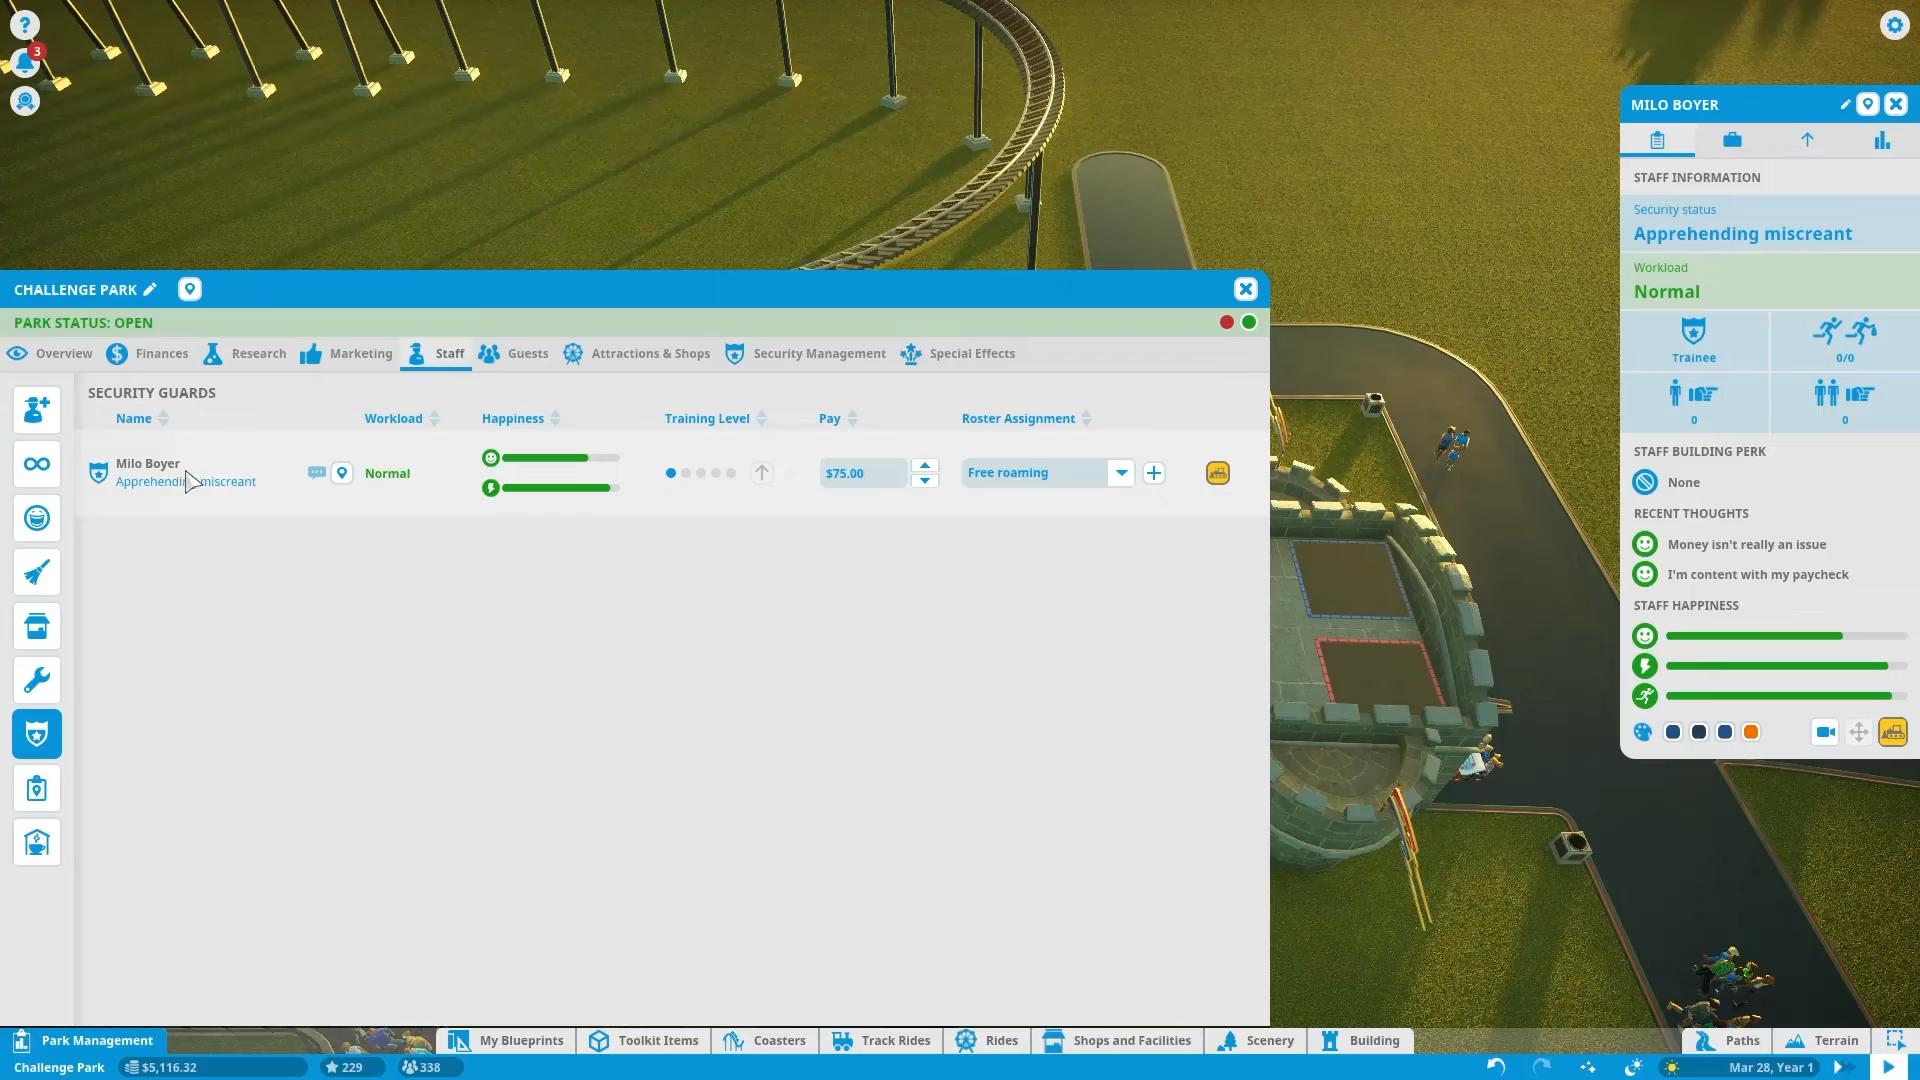 3
MILO BOYER
STAFF INFORMATION
Security status
Apprehending miscreant
Workload
Normal
Trainee
0/0
0
0
STAFF BUILDING PERK
None
RECENT THOUGHTS
Money isn't really an issue
I'm content with my paycheck
STAFF HAPPINESS
CHALLENGE PARK
PARK STATUS: OPEN
Overview Finances Research Marketing Staff Guests Attractions & Shops Security Management Special Effects
SECURITY GUARDS
Name Workload Happiness Training Level Pay Roster Assignment
Milo Boyer
Apprehending miscreant
Normal
$75.00
Free roaming
Park Management My Blueprints Toolkit Items Coasters Track Rides Rides Shops and Facilities Scenery Building Paths Terrain
Challenge Park $5,116.32 229 338 Mar 28, Year 1